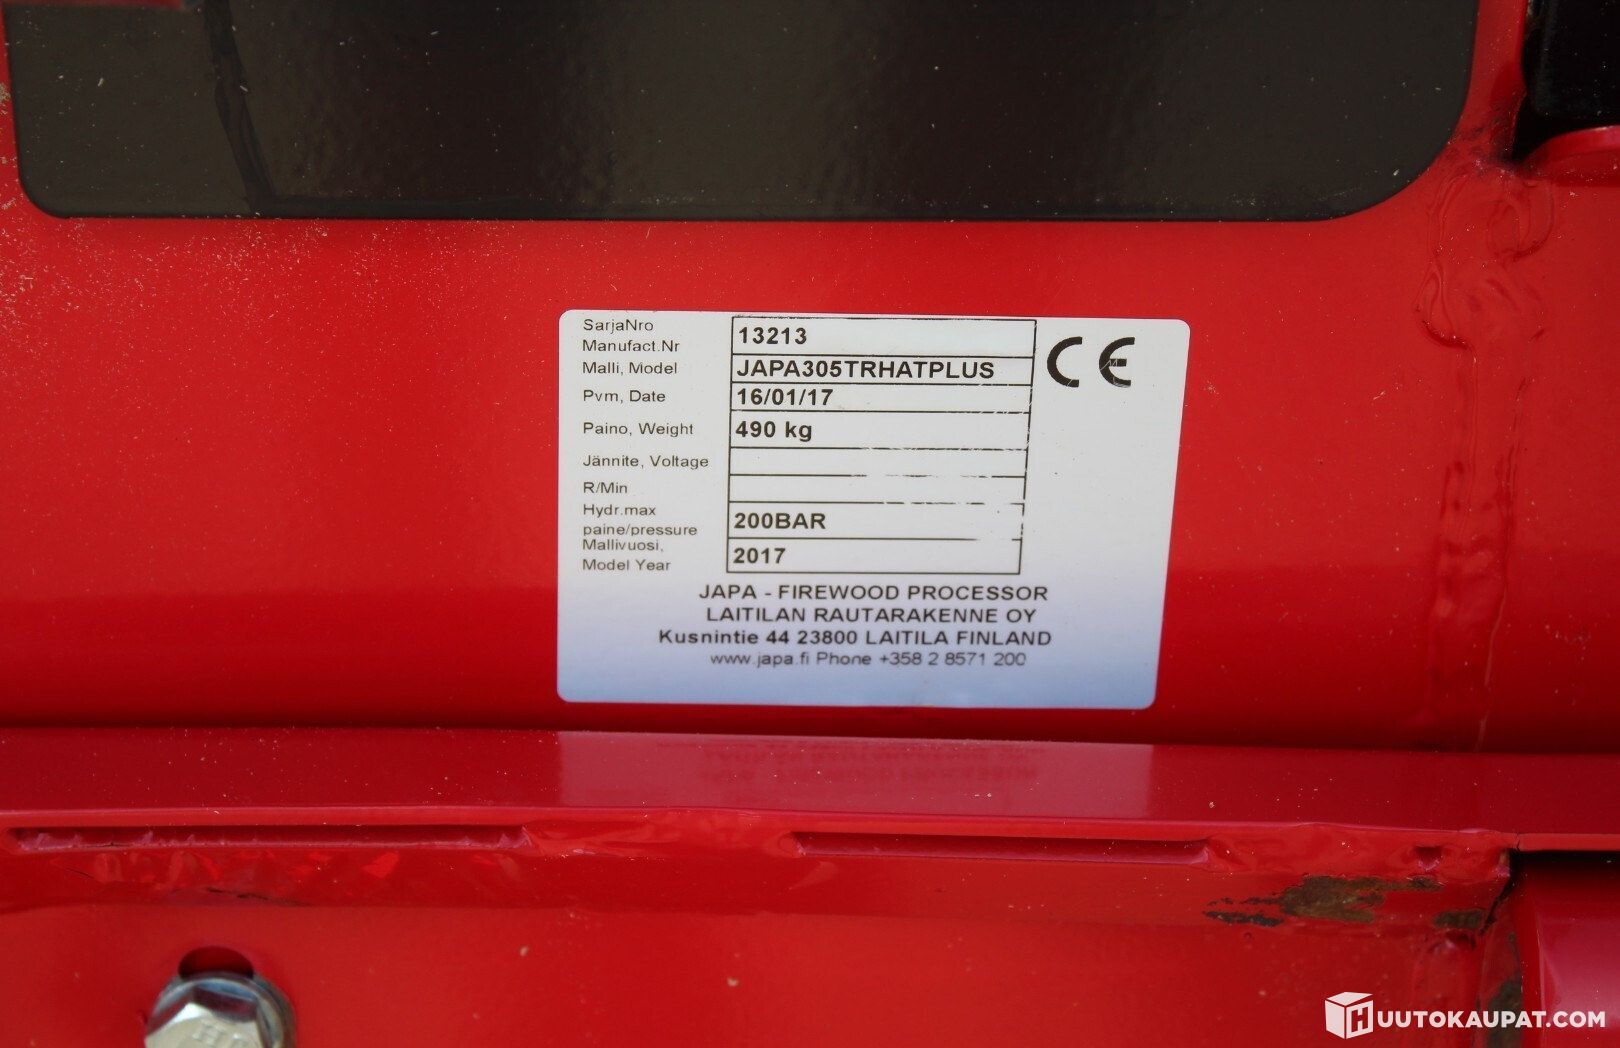 SarjaNro
Manufact.Nr 13213
Malli, Model JAPA305TRHATPLUS
Pvm, Date 16/01/17
Paino, Weight 490 kg
Jännite, Voltage
R/Min
Hydr.max
paine/pressure 200BAR
Mallivuosi,
Model Year 2017
CE
JAPA - FIREWOOD PROCESSOR
LAITILAN RAUTARAKENNE OY
Kusnintie 44 23800 LAITILA FINLAND
www.japa.fi Phone +358 2 8571 200
HUUTOKAUPAT.COM